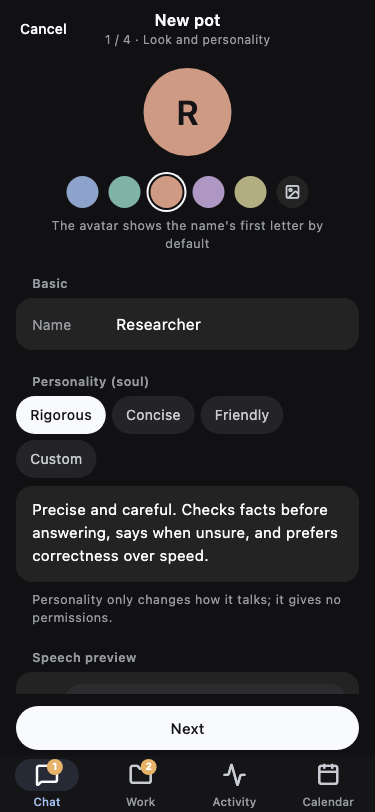 New pot
Cancel
1 / 4 · Look and personality
R
The avatar shows the name's first letter by
default
Basic
Name Researcher
Personality (soul)
Rigorous Concise Friendly
Custom
Precise and careful. Checks facts before
answering, says when unsure, and prefers
correctness over speed.
Personality only changes how it talks; it gives no
permissions.
Speech preview
Next
1 2
Chat Work Activity Calendar